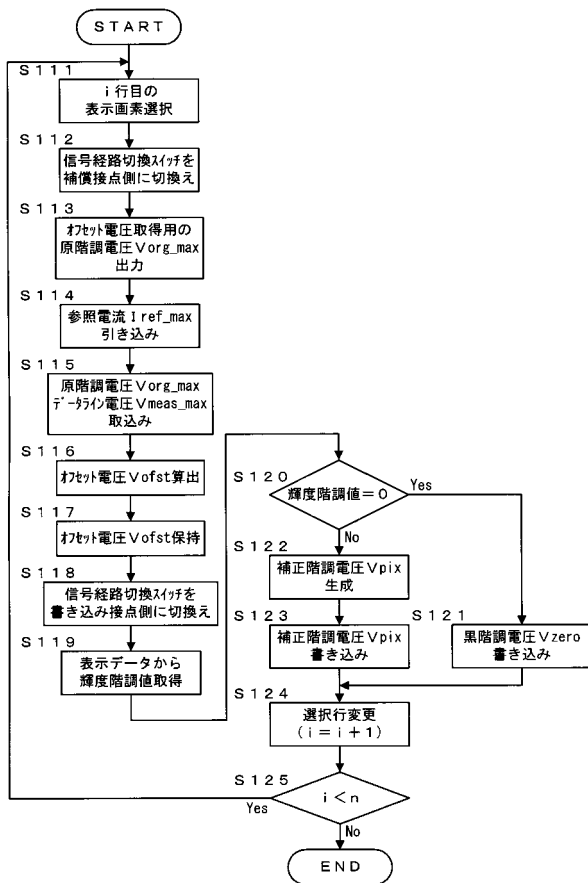 START
S111
i行目の
表示画素選択
S112
信号経路切換スイッチを
補償接点側に切換え
S113
オフセット電圧取得用の
原階調電圧Vorg_max
出力
S114
参照電流Iref_max
引き込み
S115
原階調電圧Vorg_max
データライン電圧Vmeas_max
取込み
S116
オフセット電圧Vofst算出
S117
オフセット電圧Vofst保持
S118
信号経路切換スイッチを
書き込み接点側に切換え
S119
表示データから
輝度階調値取得
S120
輝度階調値=0
Yes
No
S122
補正階調電圧Vpix
生成
S123
補正階調電圧Vpix
書き込み
S121
黒階調電圧Vzero
書き込み
S124
選択行変更
(i=i+1)
S125
i<n
Yes
No
END